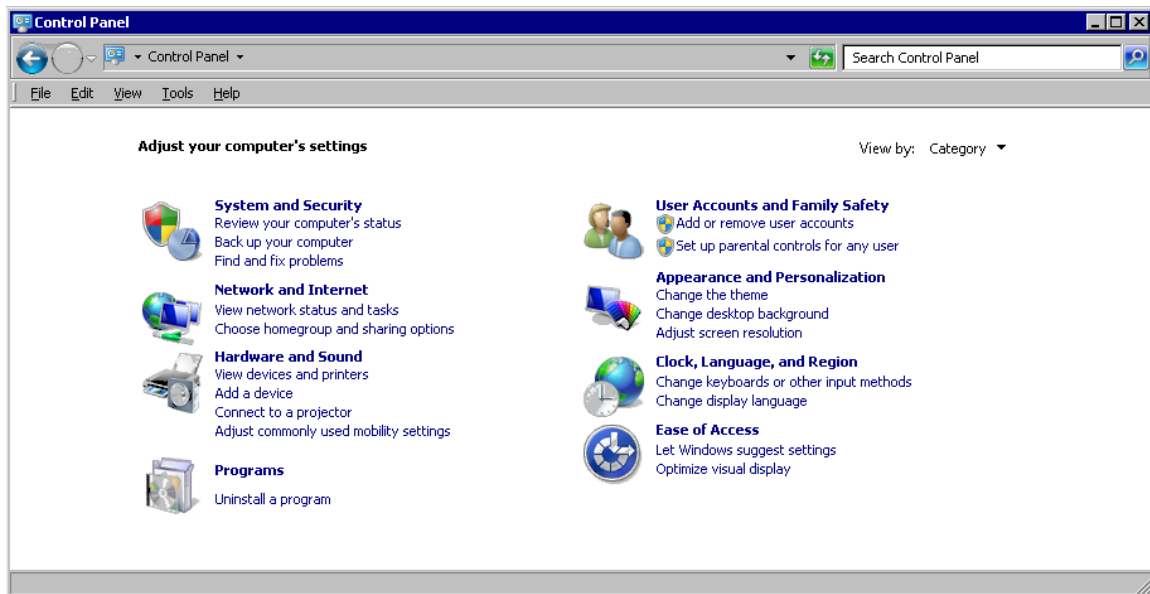 Control Panel
Control Panel
Search Control Panel
File Edit View Tools Help
Adjust your computer's settings
View by: Category
System and Security
Review your computer's status
Back up your computer
Find and fix problems
Network and Internet
View network status and tasks
Choose homegroup and sharing options
Hardware and Sound
View devices and printers
Add a device
Connect to a projector
Adjust commonly used mobility settings
Programs
Uninstall a program
User Accounts and Family Safety
Add or remove user accounts
Set up parental controls for any user
Appearance and Personalization
Change the theme
Change desktop background
Adjust screen resolution
Clock, Language, and Region
Change keyboards or other input methods
Change display language
Ease of Access
Let Windows suggest settings
Optimize visual display